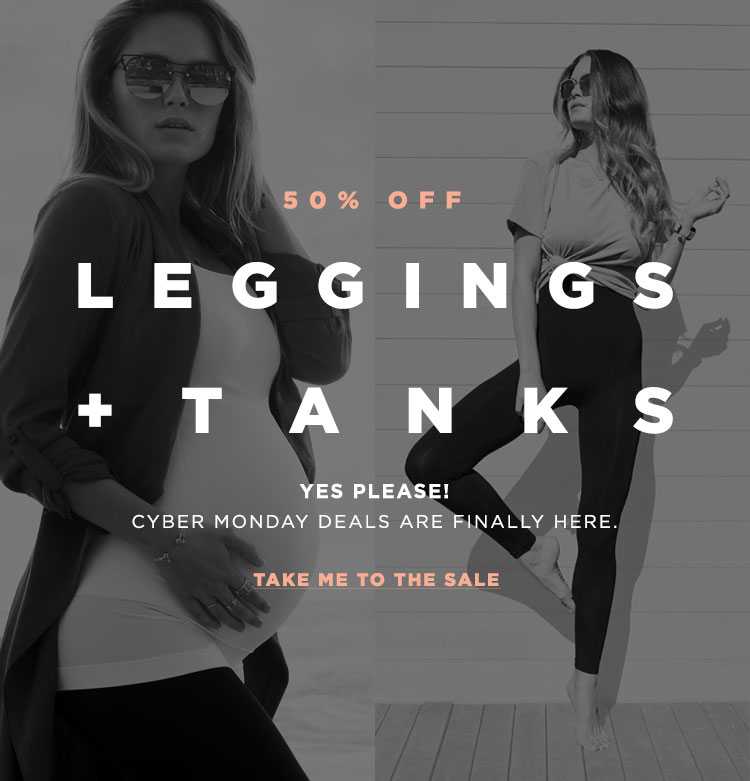 50% OFF
LEGGINGS
+ TANKS
YES PLEASE!
CYBER MONDAY DEALS ARE FINALLY HERE.
TAKE ME TO THE SALE